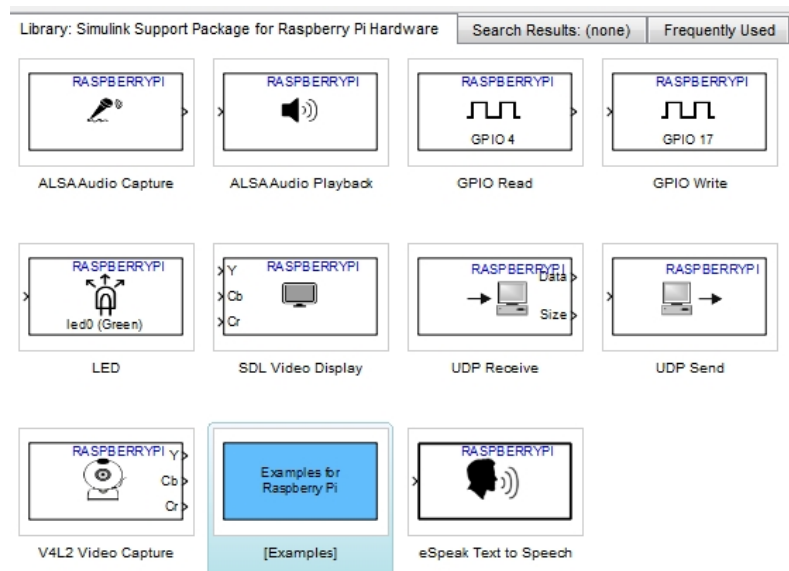 Library: Simulink Support Package for Raspberry Pi Hardware
Search Results: (none)
Frequently Used
RASPBERRYPI
ALSA Audio Capture
RASPBERRYPI
ALSA Audio Playback
RASPBERRYPI
GPIO 4
GPIO Read
RASPBERRYPI
GPIO 17
GPIO Write
RASPBERRYPI
led0 (Green)
LED
RASPBERRYPI
Y
Cb
Cr
SDL Video Display
RASPBERRYPI
Data
Size
UDP Receive
RASPBERRYPI
UDP Send
RASPBERRYPI
Y
Cb
Cr
V4L2 Video Capture
Examples for
Raspberry Pi
[Examples]
RASPBERRYPI
eSpeak Text to Speech